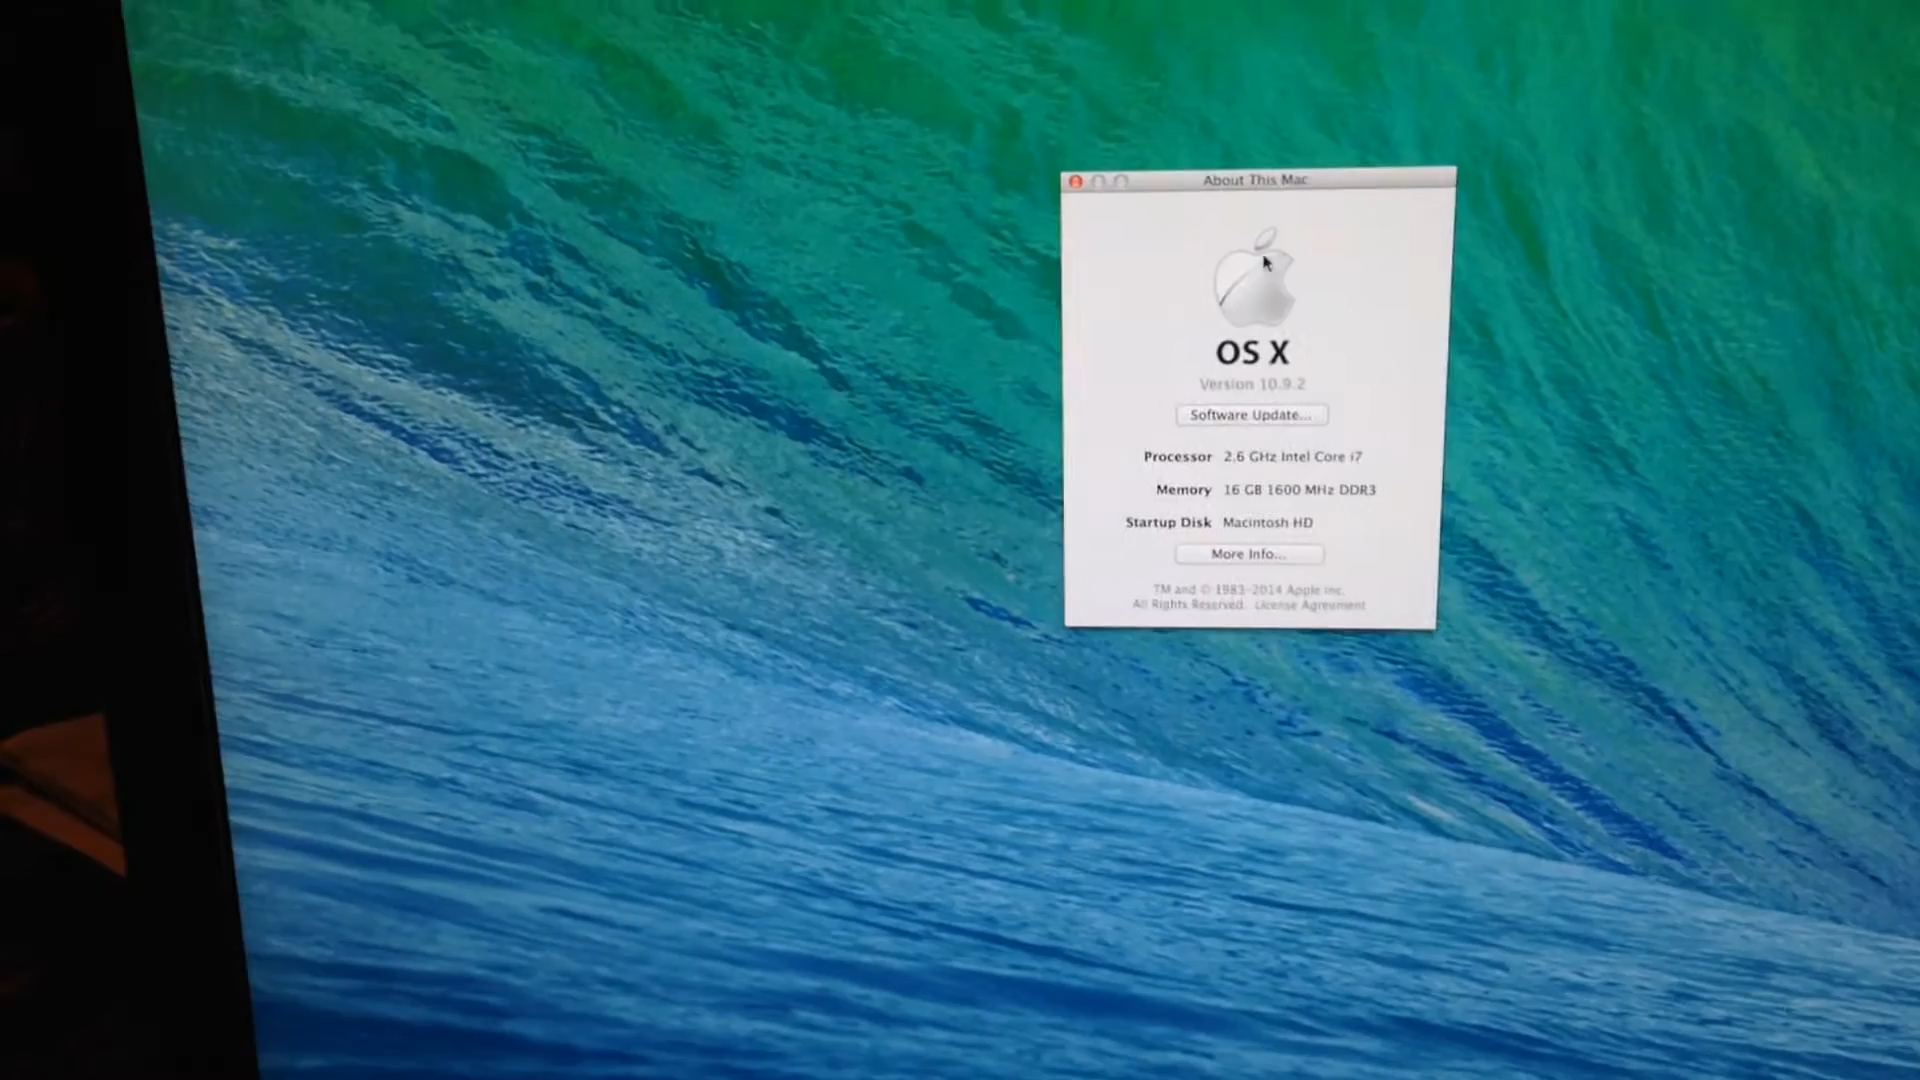 About This Mac
OS X
Version 10.9.2
Software Update...
Processor 2.6 GHz Intel Core i7
Memory 16 GB 1600 MHz DDR3
Startup Disk Macintosh HD
More Info...
TM and © 1983-2014 Apple Inc.
All Rights Reserved. License Agreement